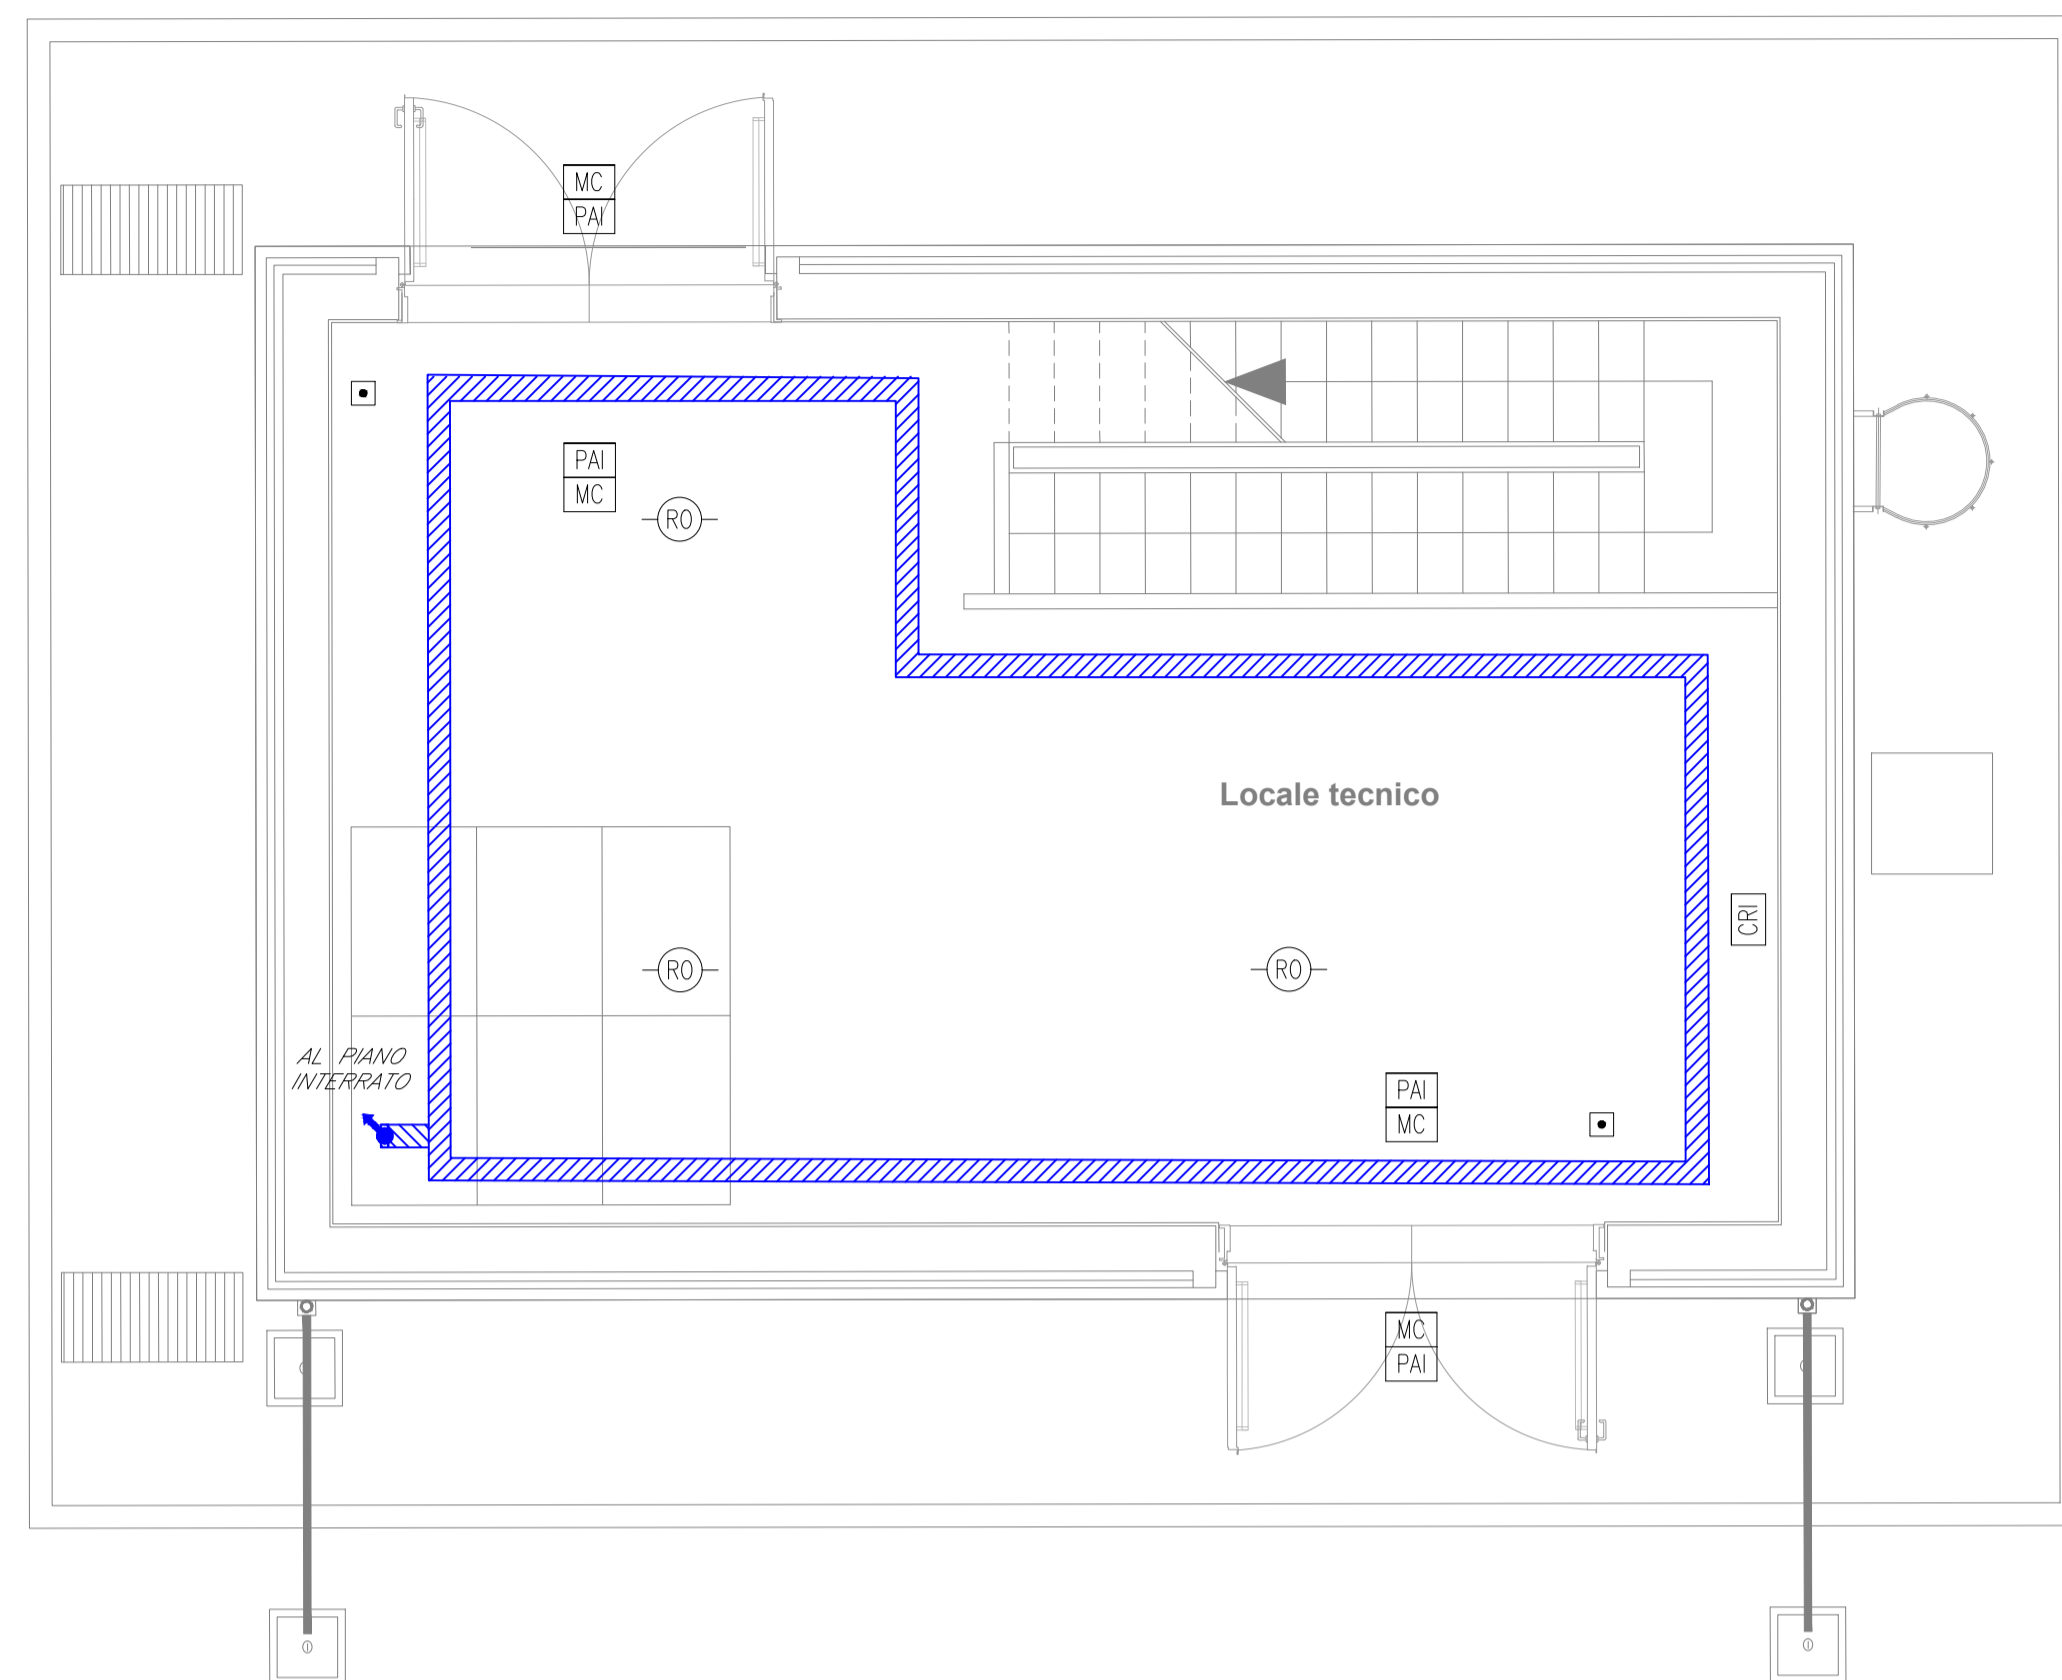 MC
PAI
PAI
MC
RO
Locale tecnico
CRI
RO
RO
AL PIANO
INTERRATO
PAI
MC
MC
PAI